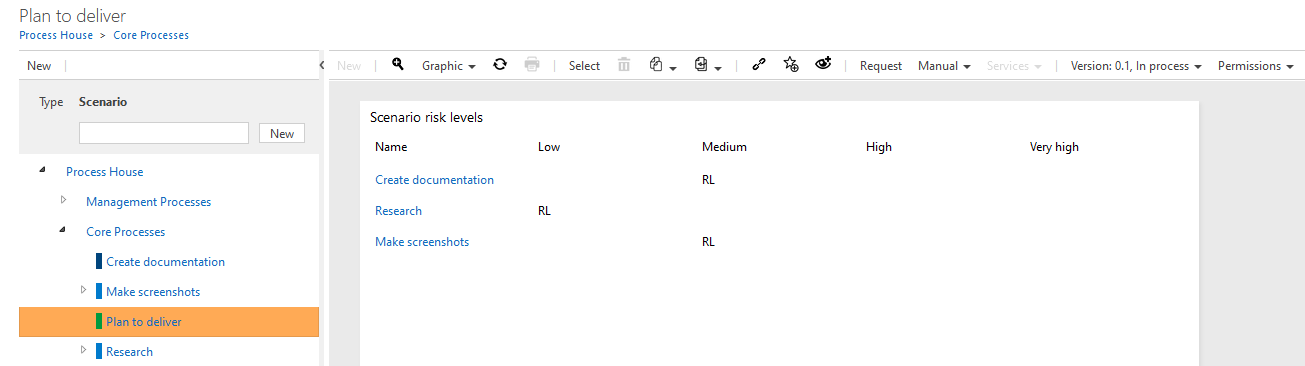 Plan to deliver
Process House > Core Processes
New
New Graphic Select Request Manual Services Version: 0.1, In process Permissions
Type Scenario
New
Process House
Management Processes
Core Processes
Create documentation
Make screenshots
Plan to deliver
Research
Scenario risk levels
Name Low Medium High Very high
Create documentation RL
Research RL
Make screenshots RL